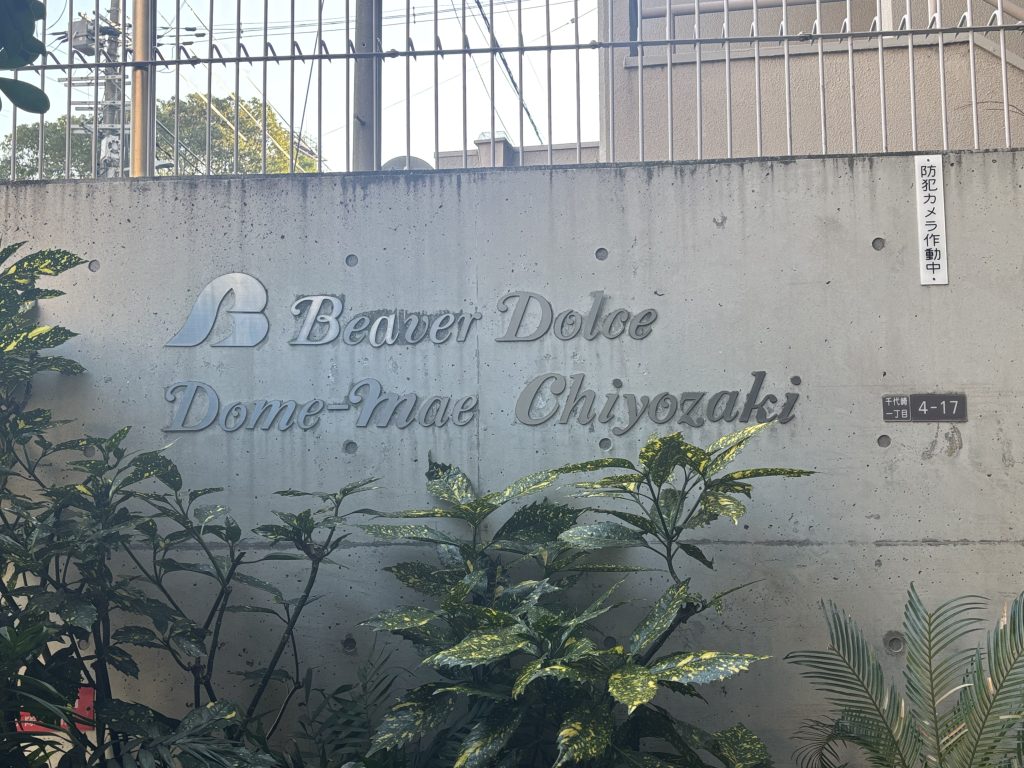 防犯カメラ作動中
B Beaver Dolce
Dome-Mae Chiyozaki
千代崎
一丁目
4-17